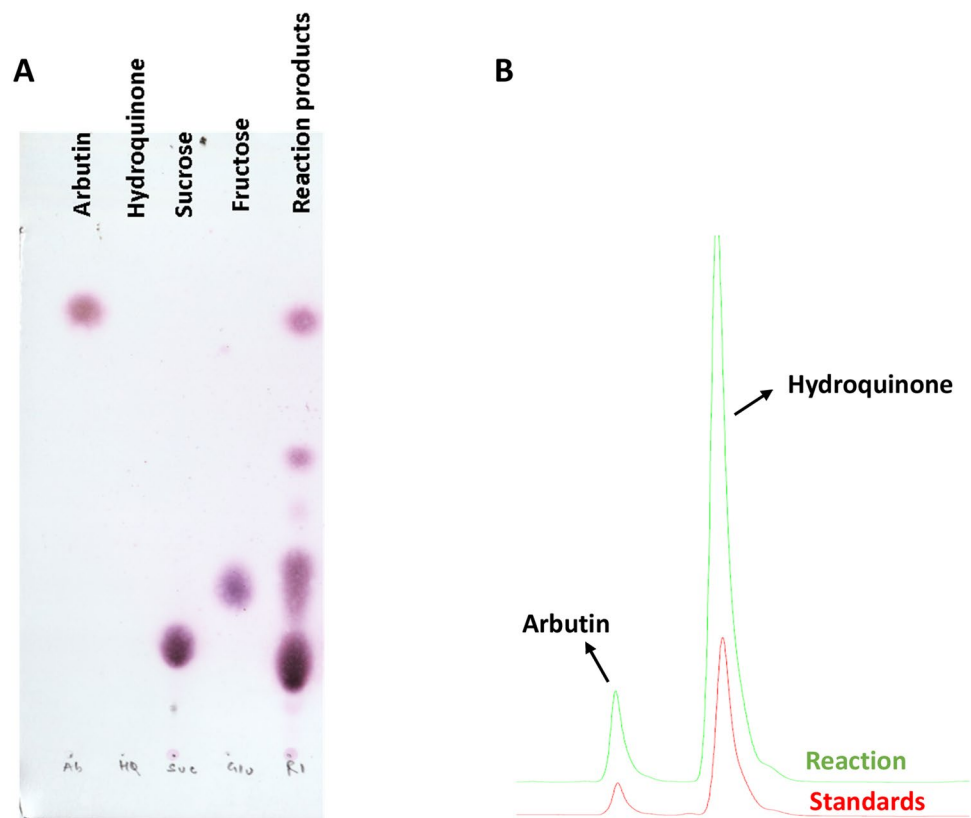 A
Arbutin
Hydroquinone
Sucrose
Fructose
Reaction products
Ab
HQ
Suc
Glu
R1
B
Hydroquinone
Arbutin
Reaction
Standards